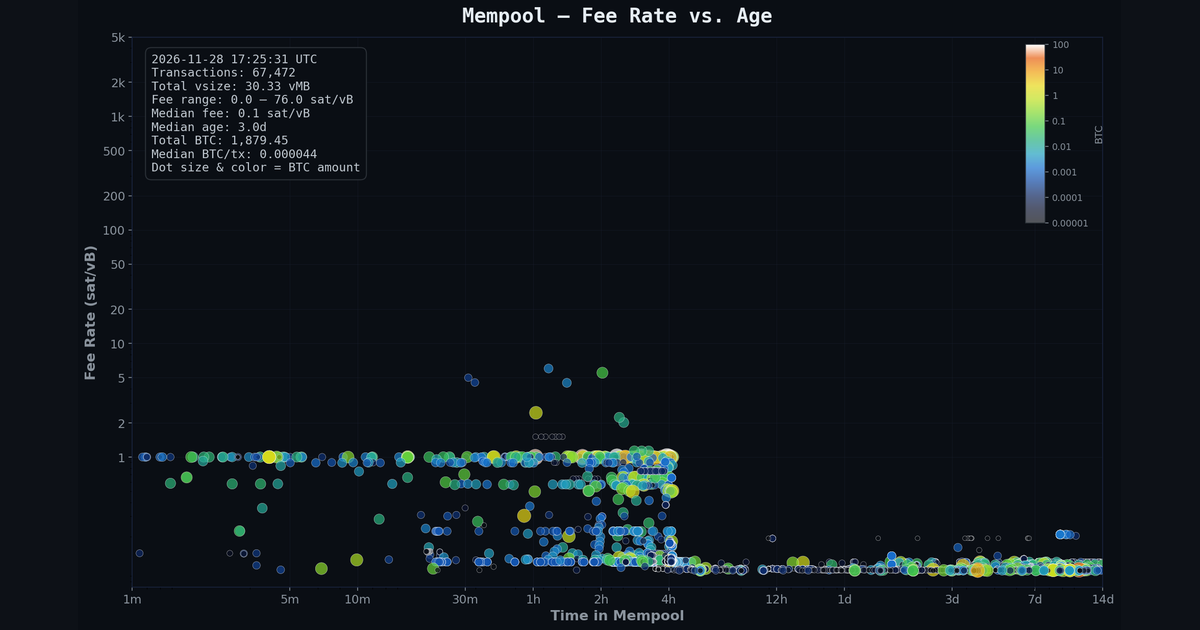 Mempool — Fee Rate vs. Age
2026-11-28 17:25:31 UTC
Transactions: 67,472
Total vsize: 30.33 vMB
Fee range: 0.0 – 76.0 sat/vB
Median fee: 0.1 sat/vB
Median age: 3.0d
Total BTC: 1,879.45
Median BTC/tx: 0.000044
Dot size & color = BTC amount
5k
2k
1k
500
200
100
50
20
10
5
2
1
Fee Rate (sat/vB)
100
10
1
0.1
0.01
0.001
0.0001
0.00001
BTC
1m
5m
10m
30m
1h
2h
4h
12h
1d
3d
7d
14d
Time in Mempool